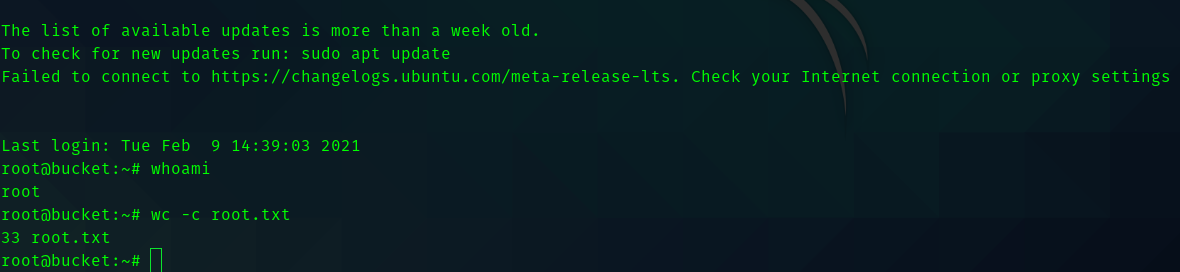 The list of available updates is more than a week old.
To check for new updates run: sudo apt update
Failed to connect to https://changelogs.ubuntu.com/meta-release-lts. Check your Internet connection or proxy settings
Last login: Tue Feb  9 14:39:03 2021
root@bucket:~# whoami
root
root@bucket:~# wc -c root.txt
33 root.txt
root@bucket:~#